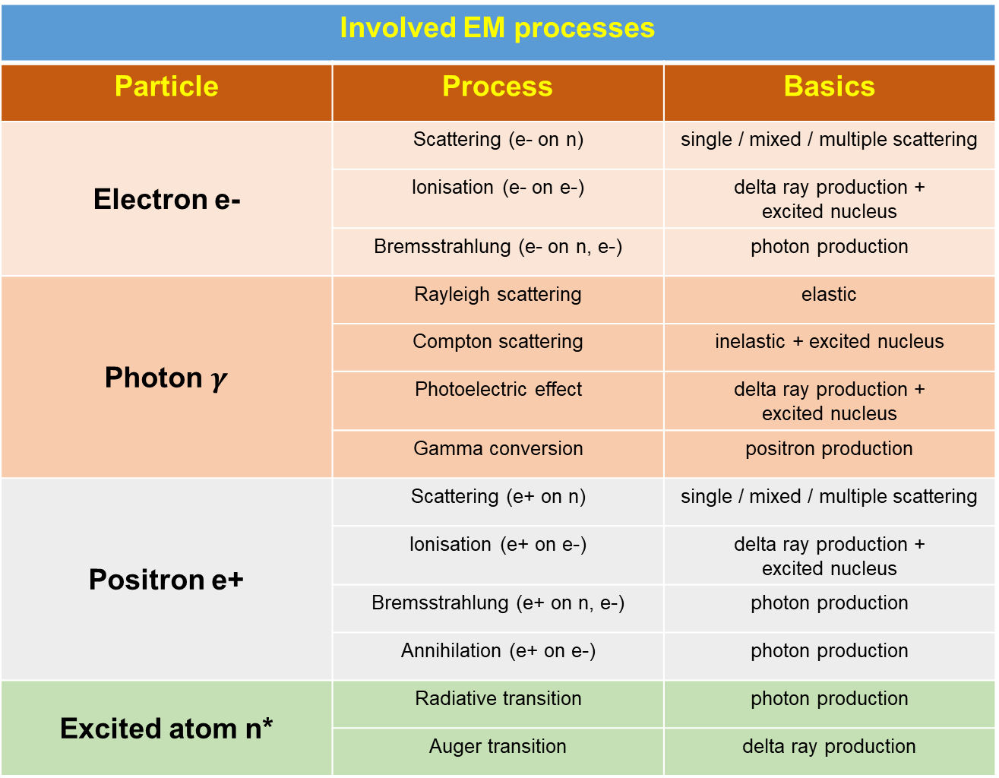 Involved EM processes
Particle Process Basics
Electron e-
Scattering (e- on n) single / mixed / multiple scattering
Ionisation (e- on e-) delta ray production +
excited nucleus
Bremsstrahlung (e- on n, e-) photon production
Photon γ
Rayleigh scattering elastic
Compton scattering inelastic + excited nucleus
Photoelectric effect delta ray production +
excited nucleus
Gamma conversion positron production
Positron e+
Scattering (e+ on n) single / mixed / multiple scattering
Ionisation (e+ on e-) delta ray production +
excited nucleus
Bremsstrahlung (e+ on n, e-) photon production
Annihilation (e+ on e-) photon production
Excited atom n*
Radiative transition photon production
Auger transition delta ray production